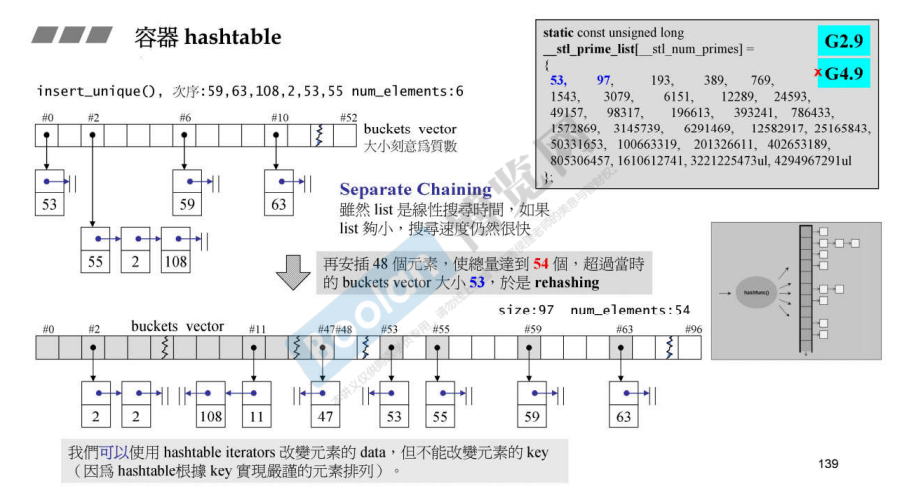 容器 hashtable
static const unsigned long
__stl_prime_list[__stl_num_primes] =
{
53, 97, 193, 389, 769,
1543, 3079, 6151, 12289, 24593,
49157, 98317, 196613, 393241, 786433,
1572869, 3145739, 6291469, 12582917, 25165843,
50331653, 100663319, 201326611, 402653189,
805306457, 1610612741, 3221225473ul, 4294967291ul
};
G2.9
x G4.9
insert_unique(), 次序:59,63,108,2,53,55 num_elements:6
#0 #2 #6 #10 #52
buckets vector
大小刻意爲質數
53 59 63
55 2 108
Separate Chaining
雖然 list 是線性搜尋時間,如果
list 夠小,搜尋速度仍然很快
再安插 48 個元素,使總量達到 54 個,超過當時
的 buckets vector 大小 53,於是 rehashing
hashfunc()
size:97 num_elements:54
buckets vector
#0 #2 #11 #47 #48 #53 #55 #59 #63 #96
2 2 108 11 47 53 55 59 63
我們可以使用 hashtable iterators 改變元素的 data,但不能改變元素的 key
(因爲 hashtable根據 key 實現嚴謹的元素排列)。
139
Boolan
博览网